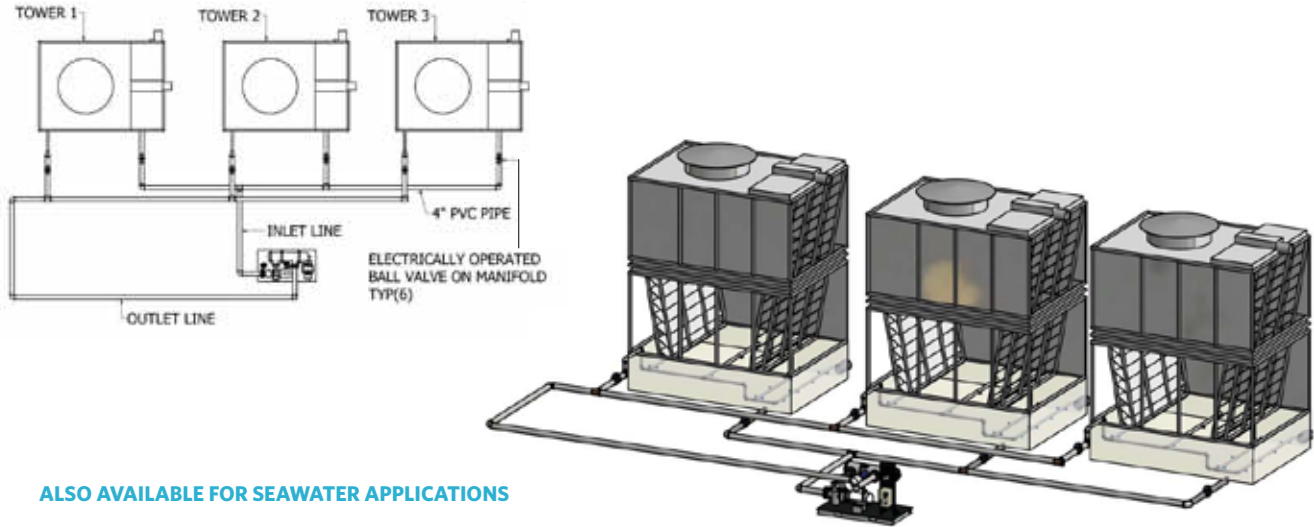 TOWER 1
TOWER 2
TOWER 3
4" PVC PIPE
INLET LINE
ELECTRICALLY OPERATED
BALL VALVE ON MANIFOLD
TYP(6)
OUTLET LINE
ALSO AVAILABLE FOR SEAWATER APPLICATIONS